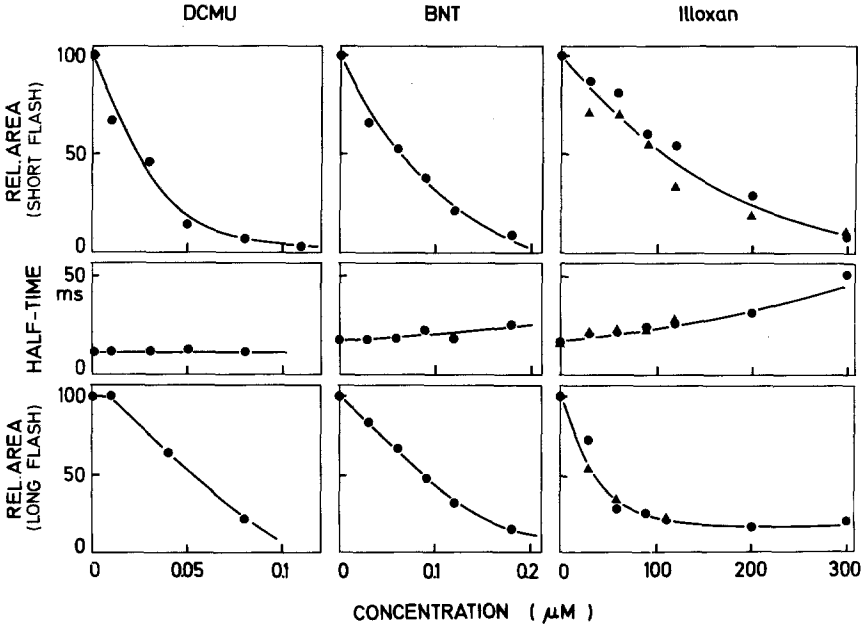 DCMU BNT Illoxan
REL. AREA
(SHORT FLASH)
100
50
0
HALF-TIME
50
ms
0
REL. AREA
(LONG FLASH)
100
50
0
0 0.05 0.1 0 0.1 0.2 0 100 200 300
CONCENTRATION ( µM )